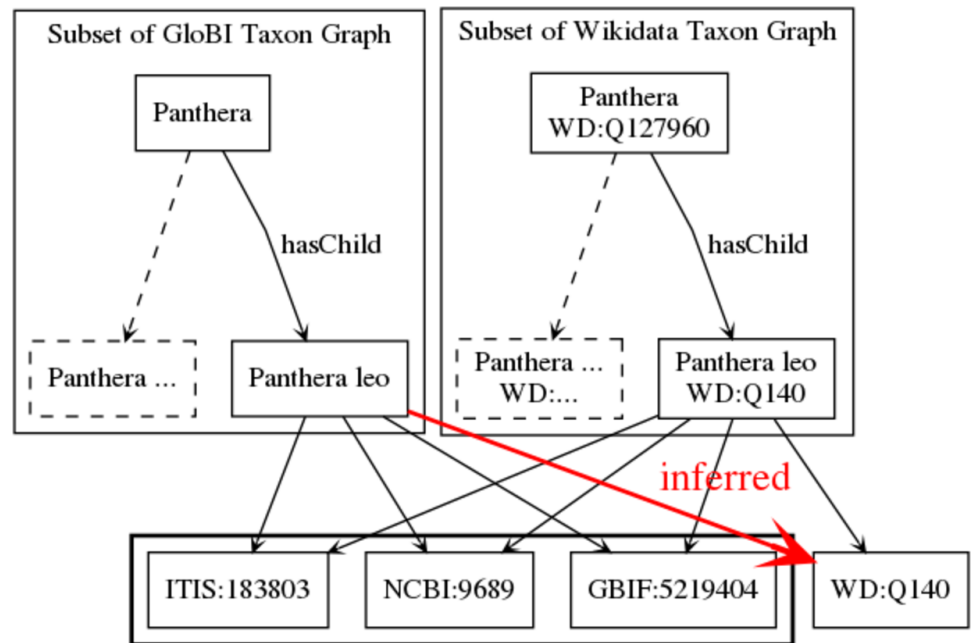 Subset of GloBI Taxon Graph
Panthera
hasChild
Panthera ...
Panthera leo
Subset of Wikidata Taxon Graph
Panthera
WD:Q127960
hasChild
Panthera ...
WD:...
Panthera leo
WD:Q140
inferred
ITIS:183803
NCBI:9689
GBIF:5219404
WD:Q140